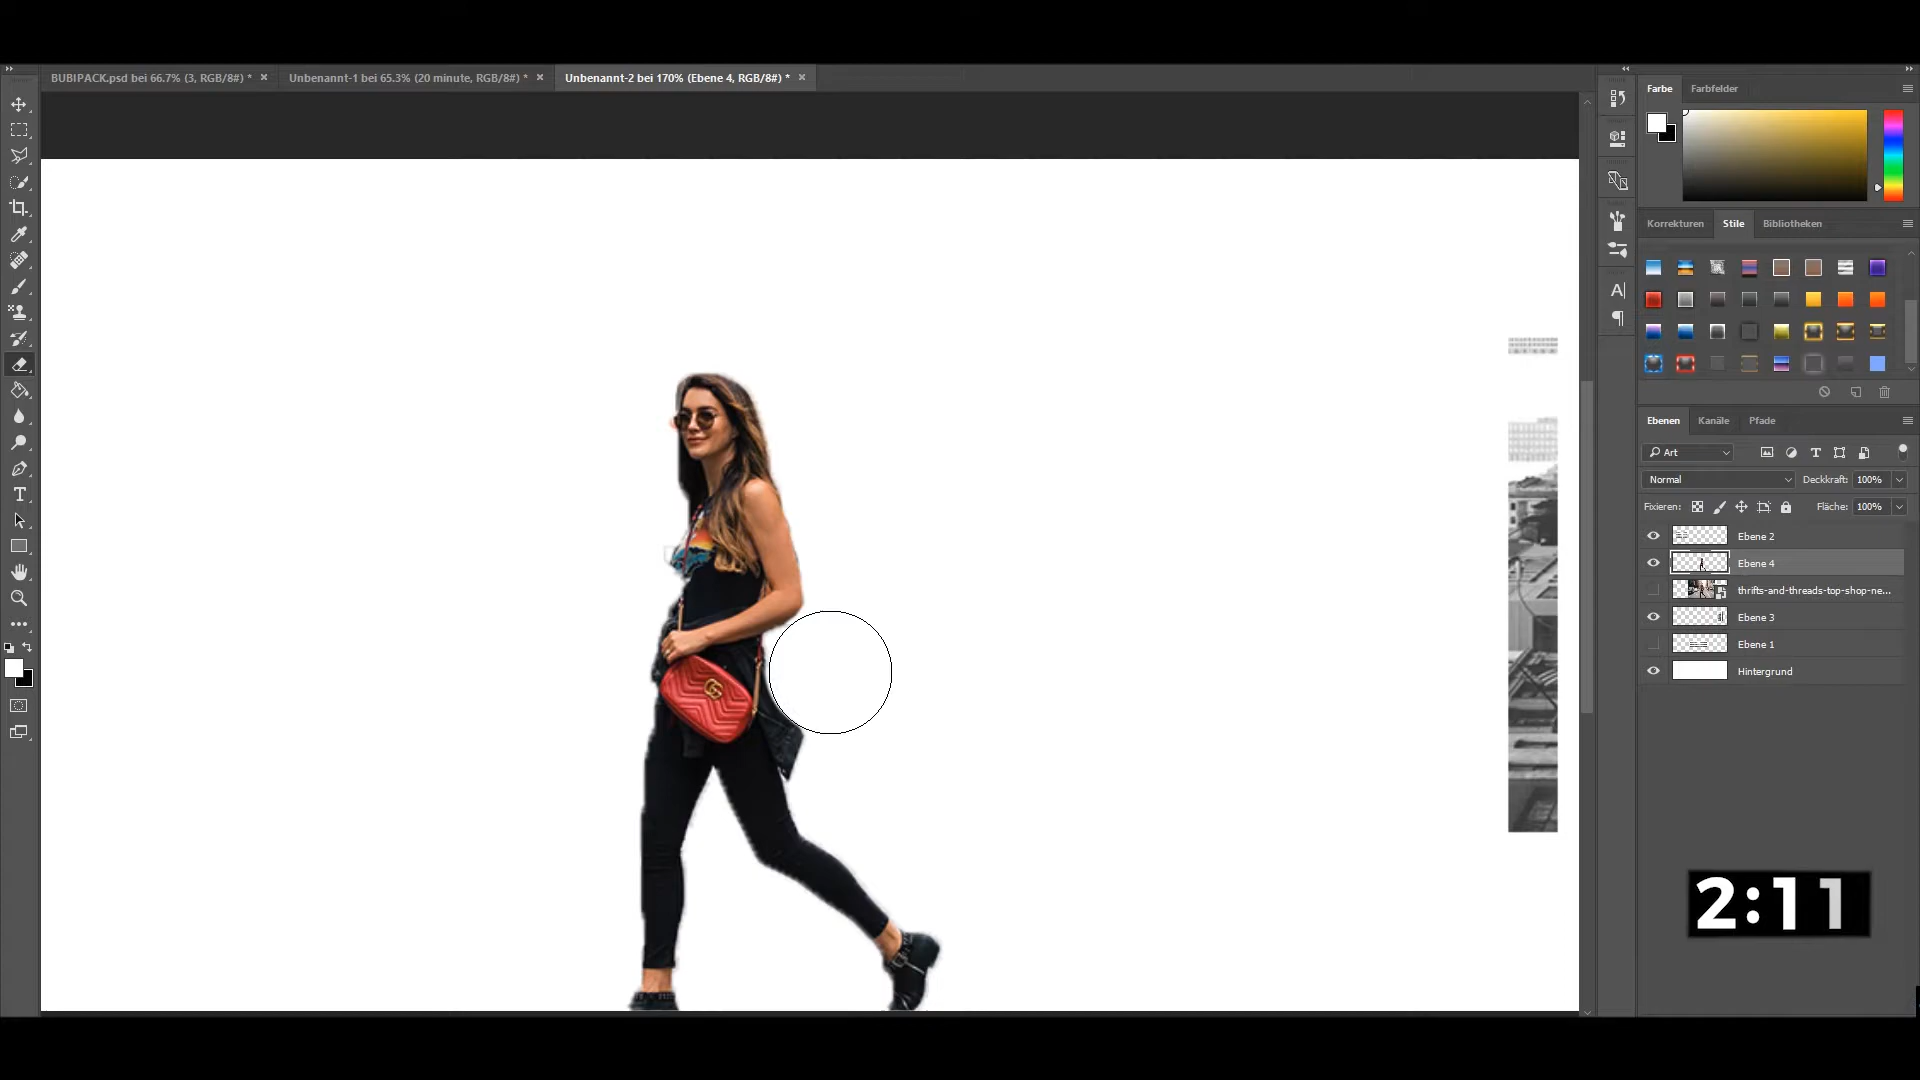 BUBIPACK.psd bei 66.7% (3, RGB/8#) *
Unbenannt-1 bei 65.3% (20 minute, RGB/8#) *
Unbenannt-2 bei 170% (Ebene 4, RGB/8#) *
Farbe
Farbfelder
Korrekturen
Stile
Bibliotheken
Ebenen
Kanäle
Pfade
Art
Normal
Deckkraft: 100%
Fixieren:
Fläche: 100%
Ebene 2
Ebene 4
thrifts-and-threads-top-shop-ne...
Ebene 3
Ebene 1
Hintergrund
2:11